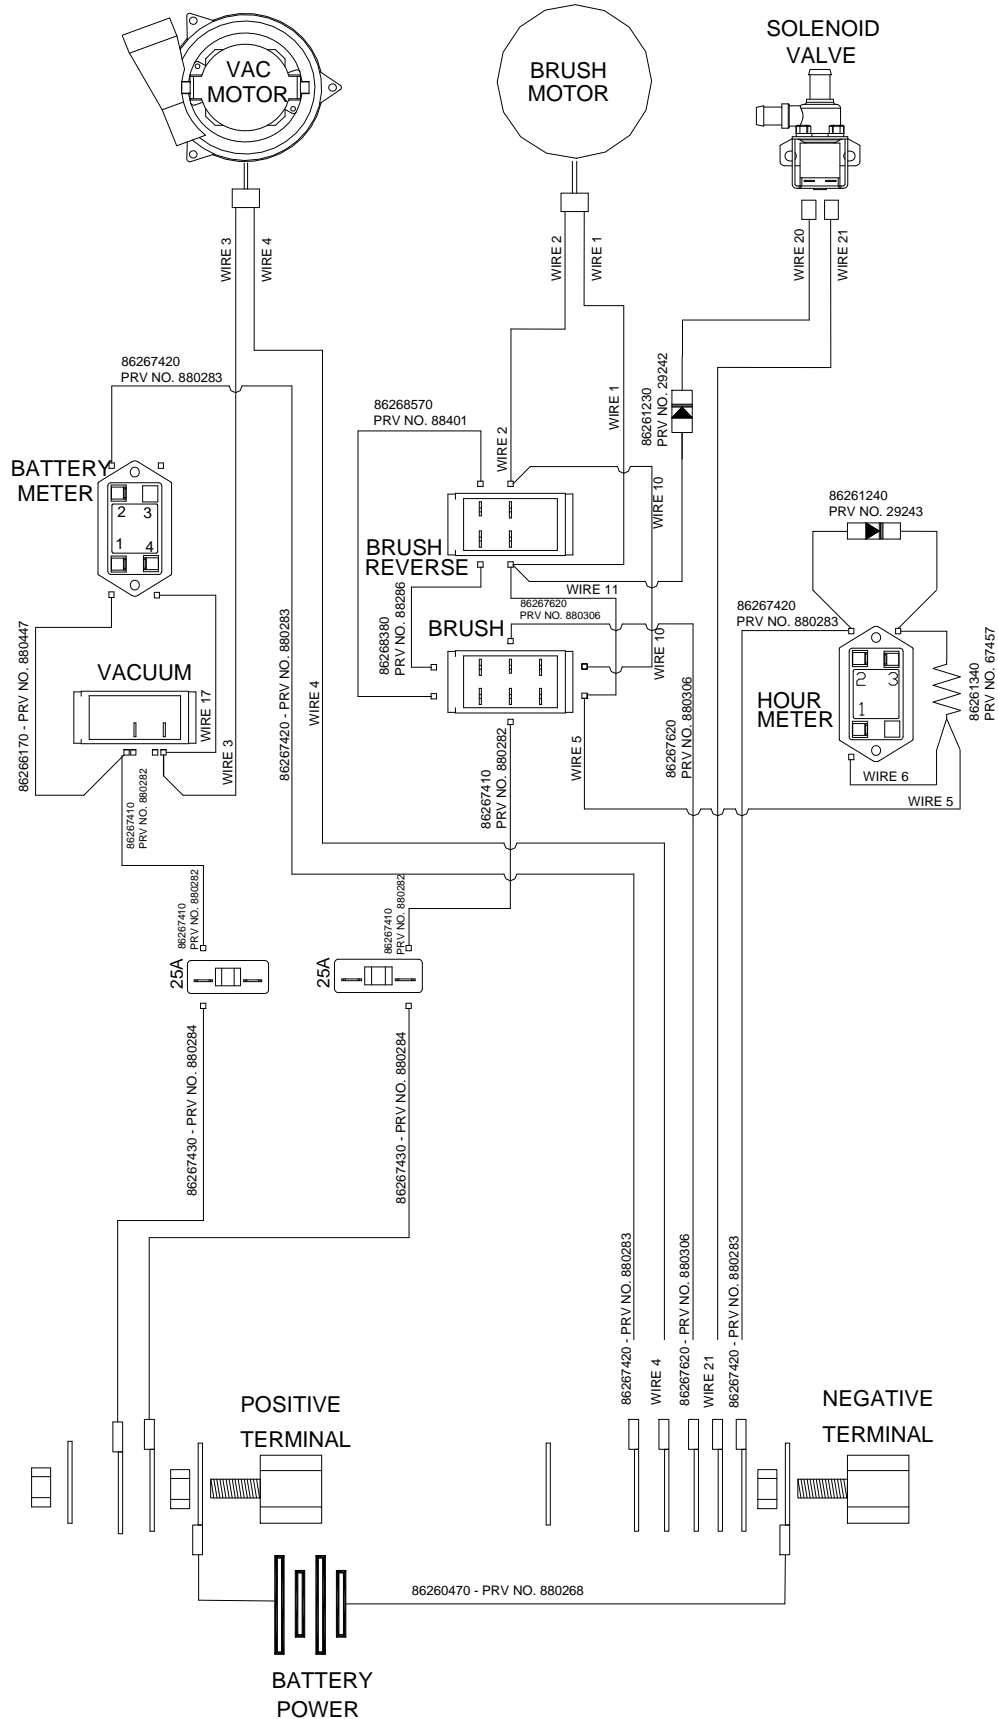 VAC
MOTOR
BRUSH
MOTOR
SOLENOID
VALVE
WIRE 3
WIRE 4
WIRE 2
WIRE 1
WIRE 20
WIRE 21
86267420
PRV NO. 880283
86268570
PRV NO. 88401
WIRE 2
WIRE 1
86261230
PRV NO. 29242
BATTERY
METER
2
3
1
4
WIRE 10
86261240
PRV NO. 29243
BRUSH
REVERSE
WIRE 11
86268380
PRV NO. 88286
86267620
PRV NO. 880306
BRUSH
WIRE 10
86267420
PRV NO. 880283
HOUR
METER
2
3
1
86261340
PRV NO. 67457
86266170 - PRV NO. 880447
VACUUM
WIRE 17
WIRE 3
86267420 - PRV NO. 880283
WIRE 4
86267410
PRV NO. 880282
WIRE 5
86267620
PRV NO. 880306
WIRE 6
WIRE 5
86267410
PRV NO. 880282
86267410
PRV NO. 880282
86267410
PRV NO. 880282
25A
25A
86267430 - PRV NO. 880284
86267430 - PRV NO. 880284
86267420 - PRV NO. 880283
WIRE 4
86267620 - PRV NO. 880306
WIRE 21
86267420 - PRV NO. 880283
POSITIVE
TERMINAL
NEGATIVE
TERMINAL
86260470 - PRV NO. 880268
BATTERY
POWER